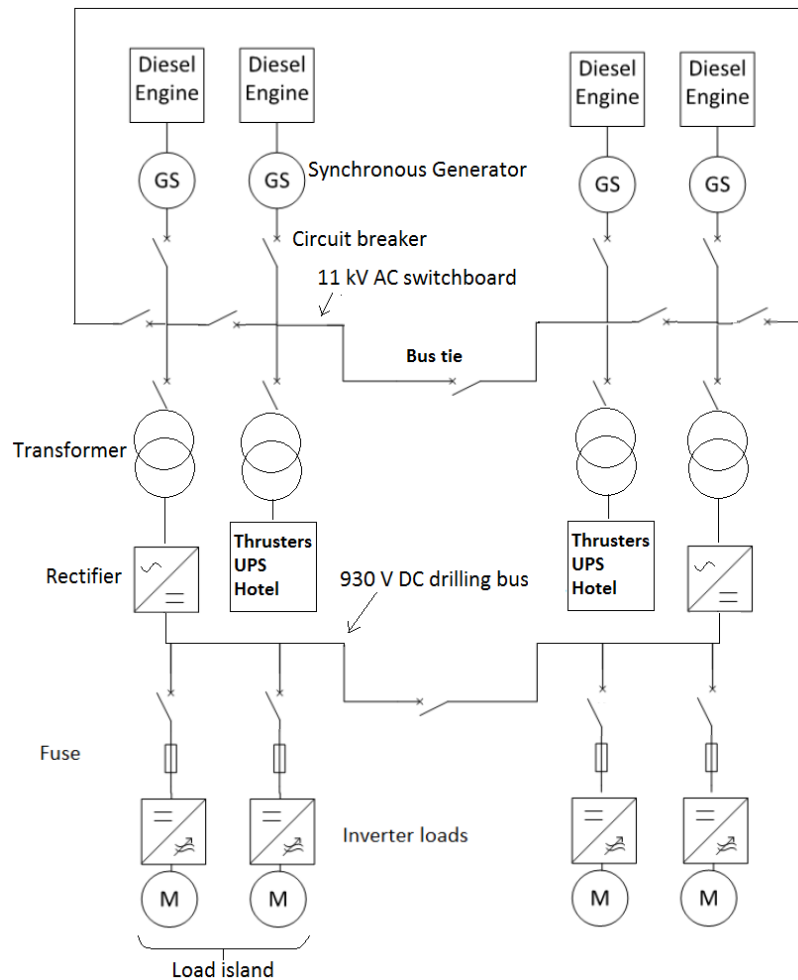 Diesel
Engine
Diesel
Engine
Diesel
Engine
Diesel
Engine
GS
GS
Synchronous Generator
GS
GS
Circuit breaker
11 kV AC switchboard
Bus tie
Transformer
Thrusters
UPS
Hotel
Thrusters
UPS
Hotel
Rectifier
930 V DC drilling bus
Fuse
Inverter loads
M
M
M
M
Load island